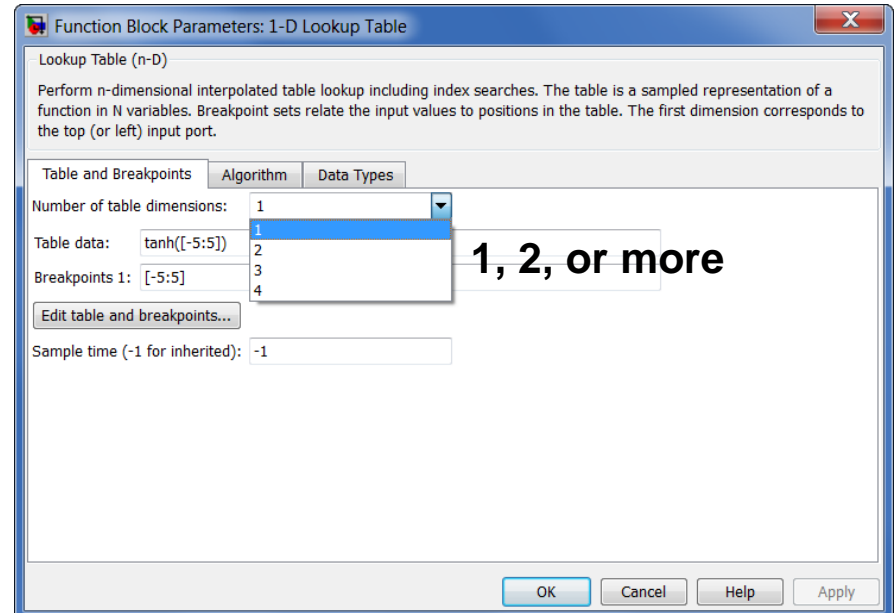 Function Block Parameters: 1-D Lookup Table
X
Lookup Table (n-D)
Perform n-dimensional interpolated table lookup including index searches. The table is a sampled representation of a
function in N variables. Breakpoint sets relate the input values to positions in the table. The first dimension corresponds to
the top (or left) input port.
Table and Breakpoints Algorithm Data Types
Number of table dimensions: 1
1
Table data: tanh([-5:5])
2
1, 2, or more
3
Breakpoints 1: [-5:5]
4
Edit table and breakpoints...
Sample time (-1 for inherited): -1
OK Cancel Help Apply